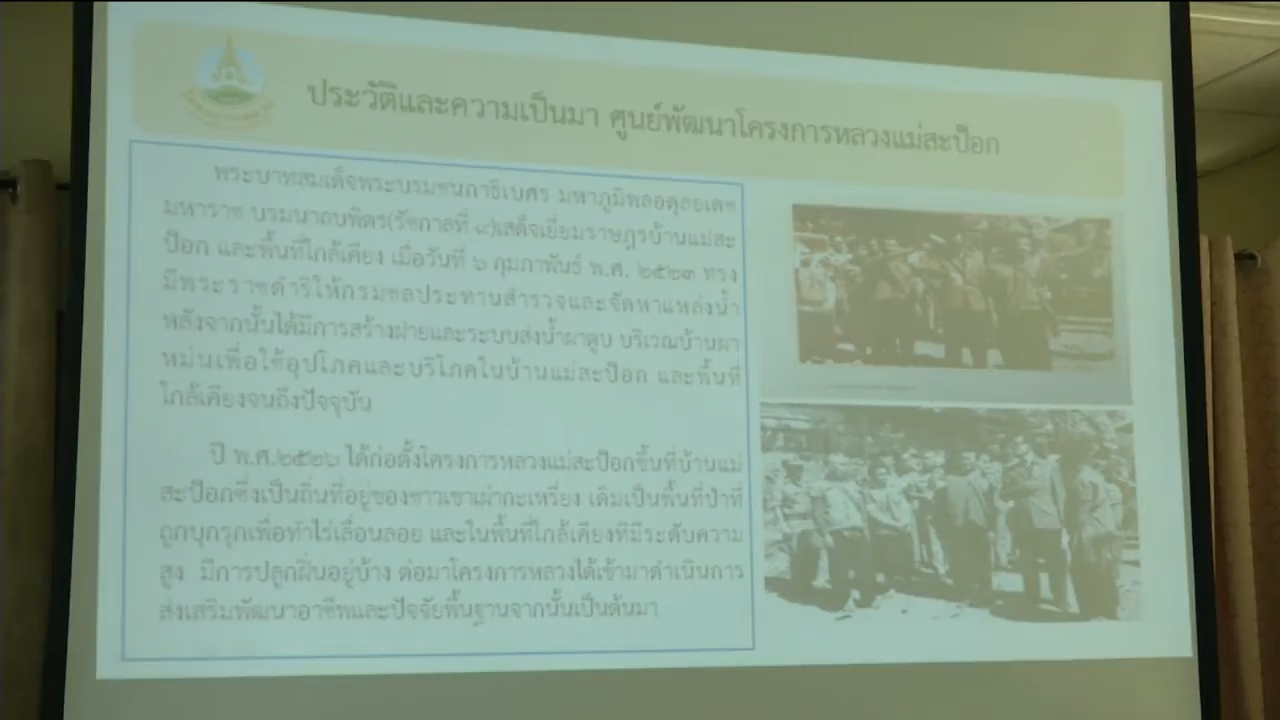 ประวัติและความเป็นมา ศูนย์พัฒนาโครงการหลวงแม่สะป๊อก
พระบาทสมเด็จพระบรมชนกาธิเบศร มหาภูมิพลอดุลยเดช
มหาราช บรมนาถบพิตร(รัชกาลที่ ๙)เสด็จเยี่ยมราษฎรบ้านแม่สะ
ป๊อก และพื้นที่ใกล้เคียง เมื่อวันที่ ๖ กุมภาพันธ์ พ.ศ. ๒๕๒๓ ทรง
มีพระราชดำริให้กรมชลประทานสำรวจและจัดหาแหล่งน้ำ
หลังจากนั้นได้มีการสร้างฝายและระบบส่งน้ำผาตูบ บริเวณบ้านผา
หม่นเพื่อใช้อุปโภคและบริโภคในบ้านแม่สะป๊อก และพื้นที่
ใกล้เคียงจนถึงปัจจุบัน
ปี พ.ศ.๒๕๒๖ ได้ก่อตั้งโครงการหลวงแม่สะป๊อกขึ้นที่บ้านแม่
สะป๊อกซึ่งเป็นถิ่นที่อยู่ของชาวเขาเผ่ากะเหรี่ยง เดิมเป็นพื้นที่ป่าที่
ถูกบุกรุกเพื่อทำไร่เลื่อนลอย และในพื้นที่ใกล้เคียงที่มีระดับความ
สูง มีการปลูกฝิ่นอยู่บ้าง ต่อมาโครงการหลวงได้เข้ามาดำเนินการ
ส่งเสริมพัฒนาอาชีพและปัจจัยพื้นฐานจากนั้นเป็นต้นมา